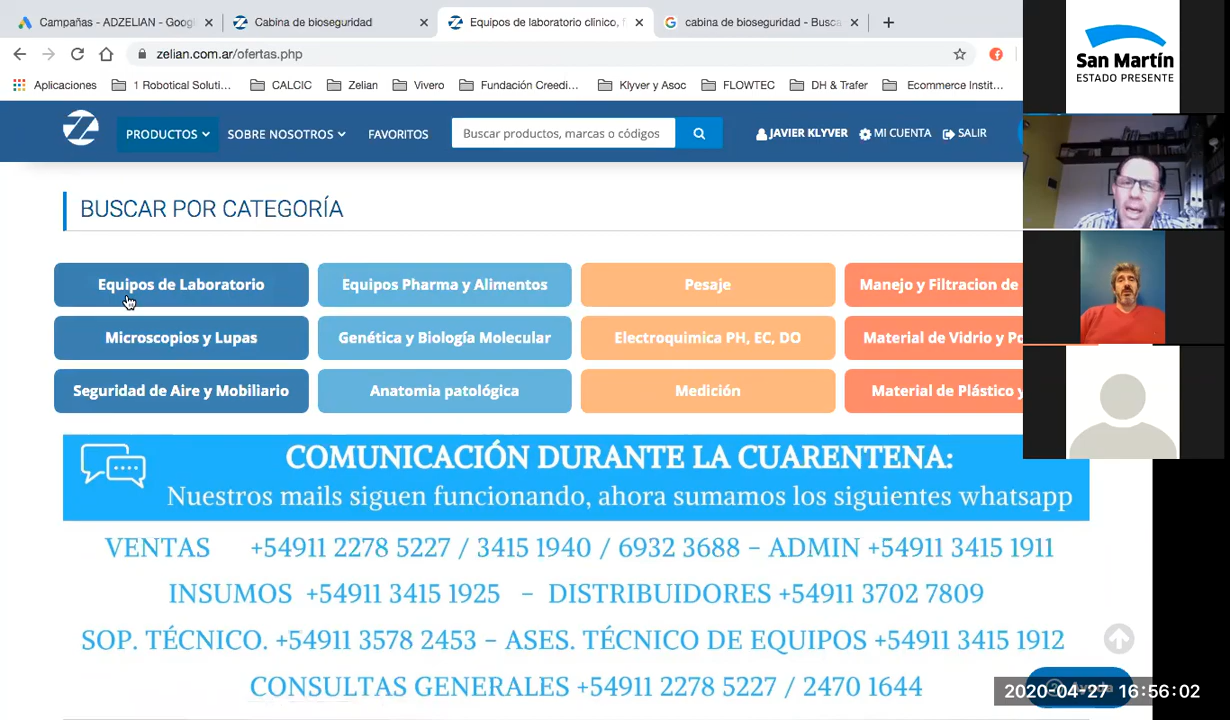 Campañas - ADZELIAN - Goog
Cabina de bioseguridad
Equipos de laboratorio clínico, f
cabina de bioseguridad - Busca
zelian.com.ar/ofertas.php
Aplicaciones
1 Robotical Soluti...
CALCIC
Zelian
Vivero
Fundación Creedi...
Klyver y Asoc
FLOWTEC
DH & Trafer
Ecommerce Instit...
PRODUCTOS
SOBRE NOSOTROS
FAVORITOS
Buscar productos, marcas o códigos
JAVIER KLYVER
MI CUENTA
SALIR
San Martín
ESTADO PRESENTE
BUSCAR POR CATEGORÍA
Equipos de Laboratorio
Equipos Pharma y Alimentos
Pesaje
Manejo y Filtracion de
Microscopios y Lupas
Genética y Biología Molecular
Electroquimica PH, EC, DO
Material de Vidrio y Po
Seguridad de Aire y Mobiliario
Anatomia patológica
Medición
Material de Plástico y
COMUNICACIÓN DURANTE LA CUARENTENA:
Nuestros mails siguen funcionando, ahora sumamos los siguientes whatsapp
VENTAS +54911 2278 5227 / 3415 1940 / 6932 3688 – ADMIN +54911 3415 1911
INSUMOS +54911 3415 1925 – DISTRIBUIDORES +54911 3702 7809
SOP. TÉCNICO. +54911 3578 2453 – ASES. TÉCNICO DE EQUIPOS +54911 3415 1912
CONSULTAS GENERALES +54911 2278 5227 / 2470 1644
2020-04-27 16:56:02